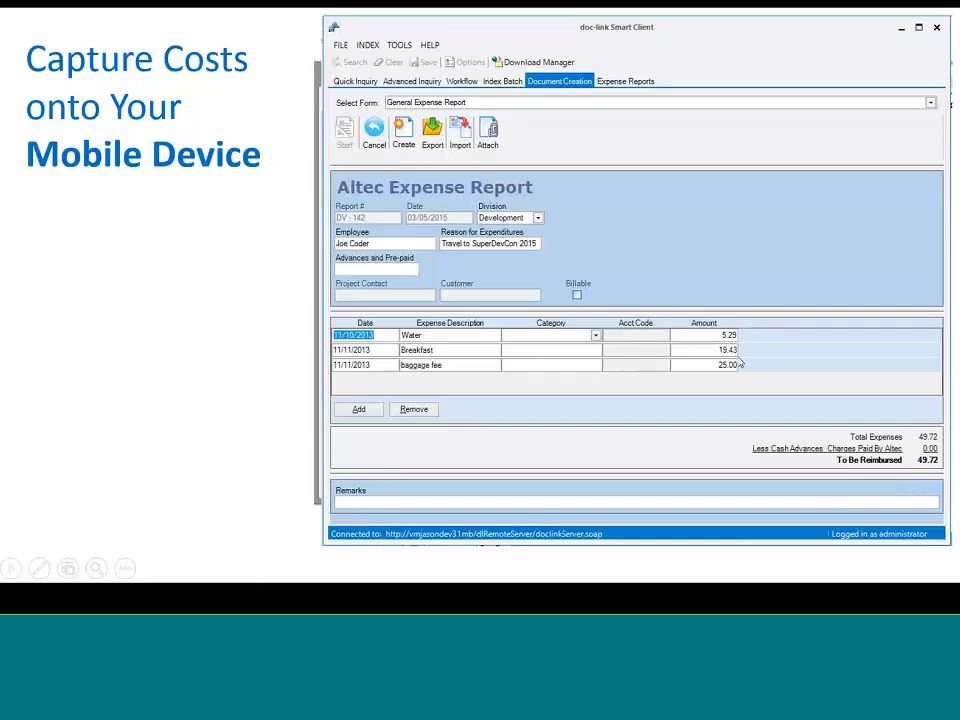 Capture Costs
onto Your
Mobile Device
doc-link Smart Client
FILE INDEX TOOLS HELP
Search Clear Save Options Download Manager
Quick Inquiry Advanced Inquiry Workflow Index Batch Document Creation Expense Reports
Select Form: General Expense Report
Start Cancel Create Export Import Attach
Altec Expense Report
Report # Date Division
DV - 142 03/05/2015 Development
Employee Reason for Expenditures
Joe Coder Travel to SuperDevCon 2015
Advances and Pre-paid
Project Contact Customer Billable
Date Expense Description Category Acct Code Amount
11/10/2013 Water 5.29
11/11/2013 Breakfast 19.43
11/11/2013 baggage fee 25.00
Add Remove
Total Expenses 49.72
Less Cash Advances Charges Paid By Altec 0.00
To Be Reimbursed 49.72
Remarks
Connected to: http://vmjasondev31mb/dlRemoteServer/doclinkServer.soap Logged in as administrator